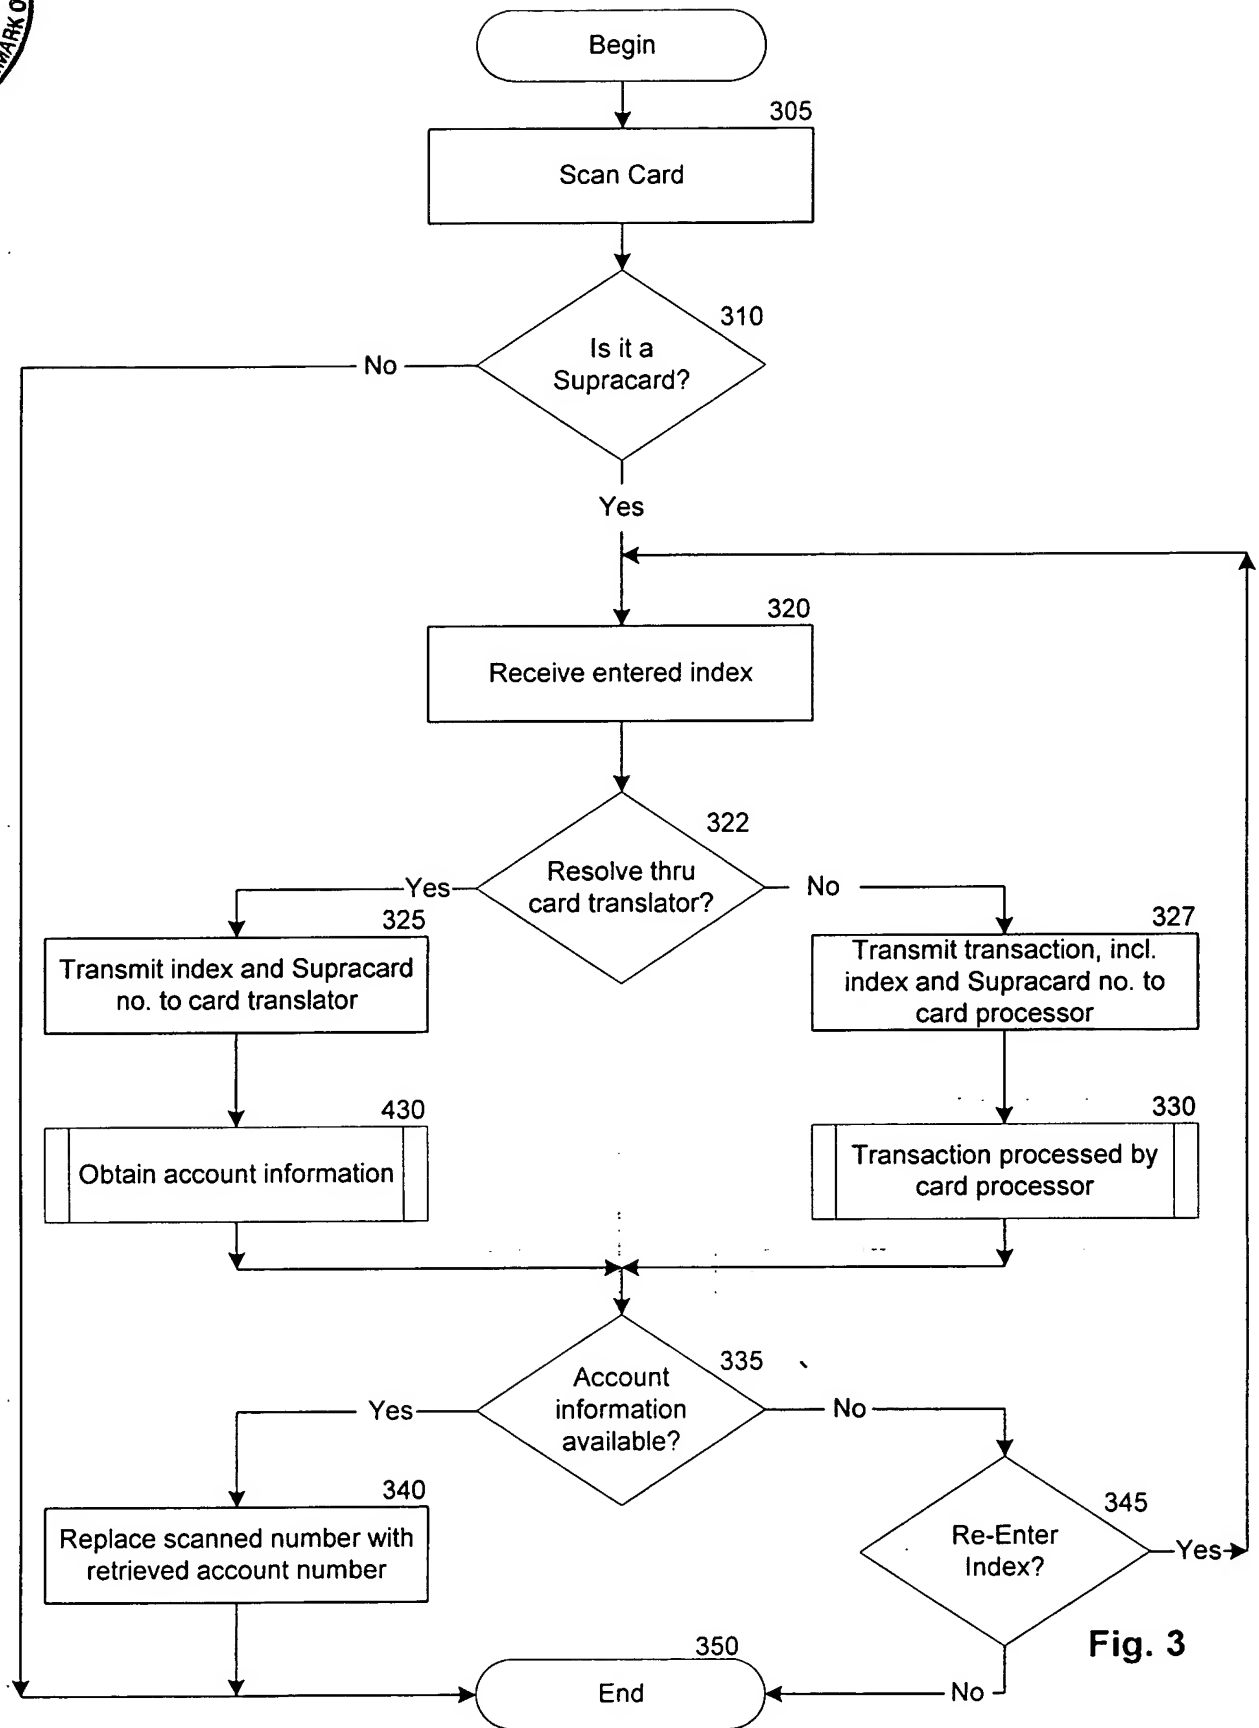 MARK O
Begin
305
Scan Card
310
Is it a
Supracard?
No
Yes
320
Receive entered index
322
Resolve thru
card translator?
Yes
No
325
Transmit index and Supracard
no. to card translator
327
Transmit transaction, incl.
index and Supracard no. to
card processor
430
Obtain account information
330
Transaction processed by
card processor
335
Account
information
available?
Yes
No
340
Replace scanned number with
retrieved account number
345
Re-Enter
Index?
Yes
Fig. 3
350
End
No